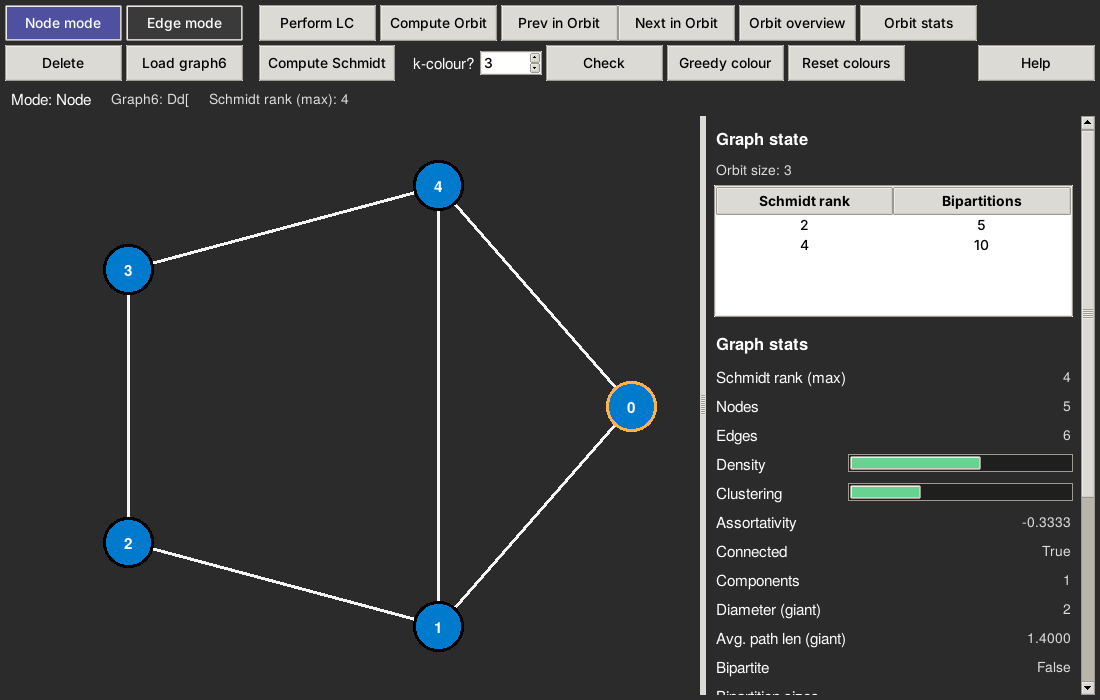 Node mode Edge mode Perform LC Compute Orbit Prev in Orbit Next in Orbit Orbit overview Orbit stats
Delete Load graph6 Compute Schmidt k-colour? 3 Check Greedy colour Reset colours Help
Mode: Node Graph6: Dd[ Schmidt rank (max): 4
4
3
0
2
1
Graph state
Orbit size: 3
Schmidt rank Bipartitions
2 5
4 10
Graph stats
Schmidt rank (max) 4
Nodes 5
Edges 6
Density
Clustering
Assortativity -0.3333
Connected True
Components 1
Diameter (giant) 2
Avg. path len (giant) 1.4000
Bipartite False